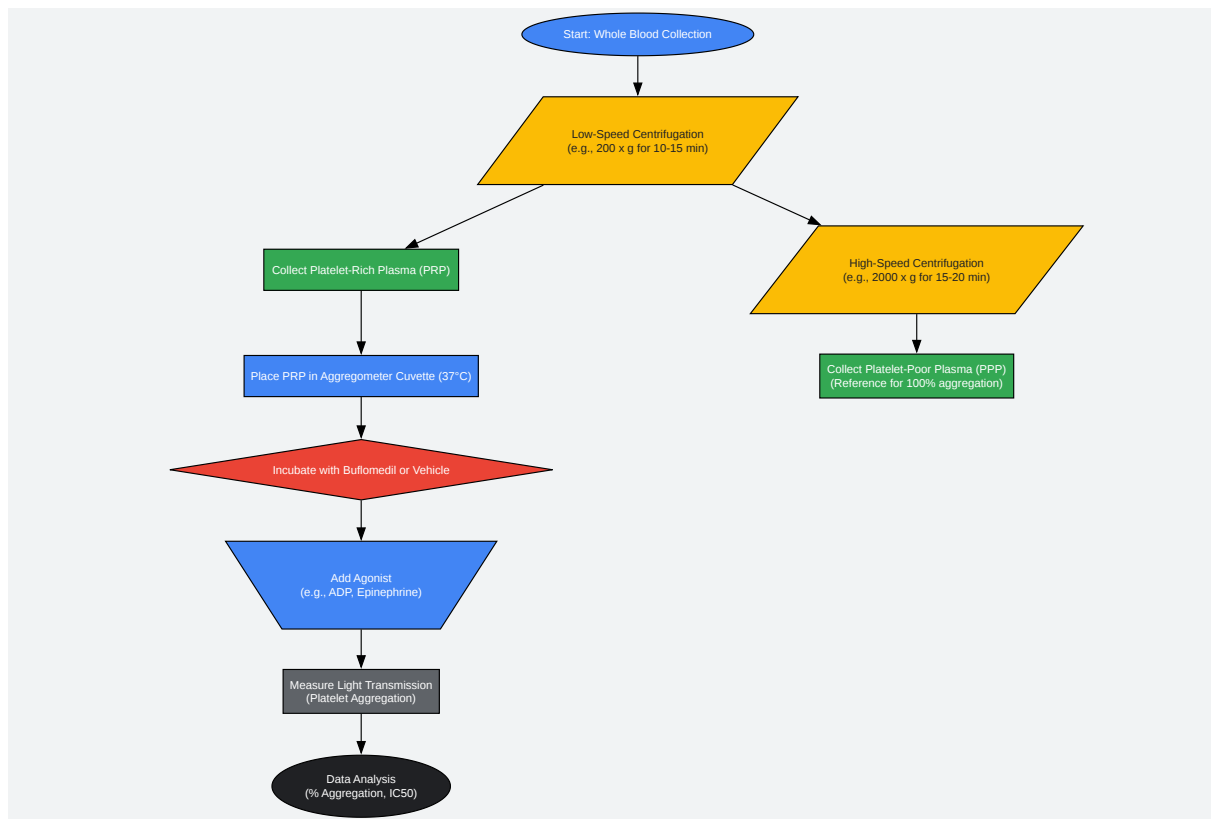 Start: Whole Blood Collection
Low-Speed Centrifugation
(e.g., 200 x g for 10-15 min)
Collect Platelet-Rich Plasma (PRP)
High-Speed Centrifugation
(e.g., 2000 x g for 15-20 min)
Place PRP in Aggregometer Cuvette (37°C)
Collect Platelet-Poor Plasma (PPP)
(Reference for 100% aggregation)
Incubate with Buflomedil or Vehicle
Add Agonist
(e.g., ADP, Epinephrine)
Measure Light Transmission
(Platelet Aggregation)
Data Analysis
(% Aggregation, IC50)